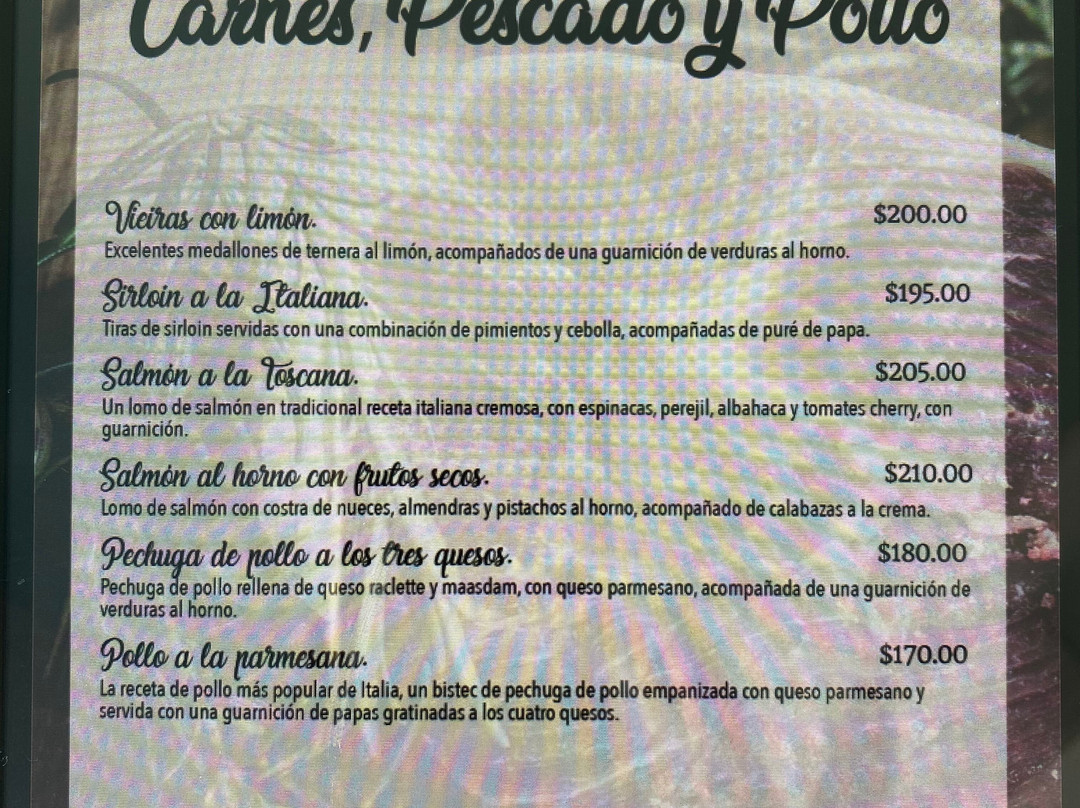 Carnes, Pescado y Pollo
Vieiras con limón.
$200.00
Excelentes medallones de ternera al limón, acompañados de una guarnición de verduras al horno.
Sirloin a la Italiana.
$195.00
Tiras de sirloin servidas con una combinación de pimientos y cebolla, acompañadas de puré de papa.
Salmón a la Toscana.
$205.00
Un lomo de salmón en tradicional receta italiana cremosa, con espinacas, perejil, albahaca y tomates cherry, con
guarnición.
Salmón al horno con frutos secos.
$210.00
Lomo de salmón con costra de nueces, almendras y pistachos al horno, acompañado de calabazas a la crema.
Pechuga de pollo a los tres quesos.
$180.00
Pechuga de pollo rellena de queso raclette y maasdam, con queso parmesano, acompañada de una guarnición de
verduras al horno.
Pollo a la parmesana.
$170.00
La receta de pollo más popular de Italia, un bistec de pechuga de pollo empanizada con queso parmesano y
servida con una guarnición de papas gratinadas a los cuatro quesos.